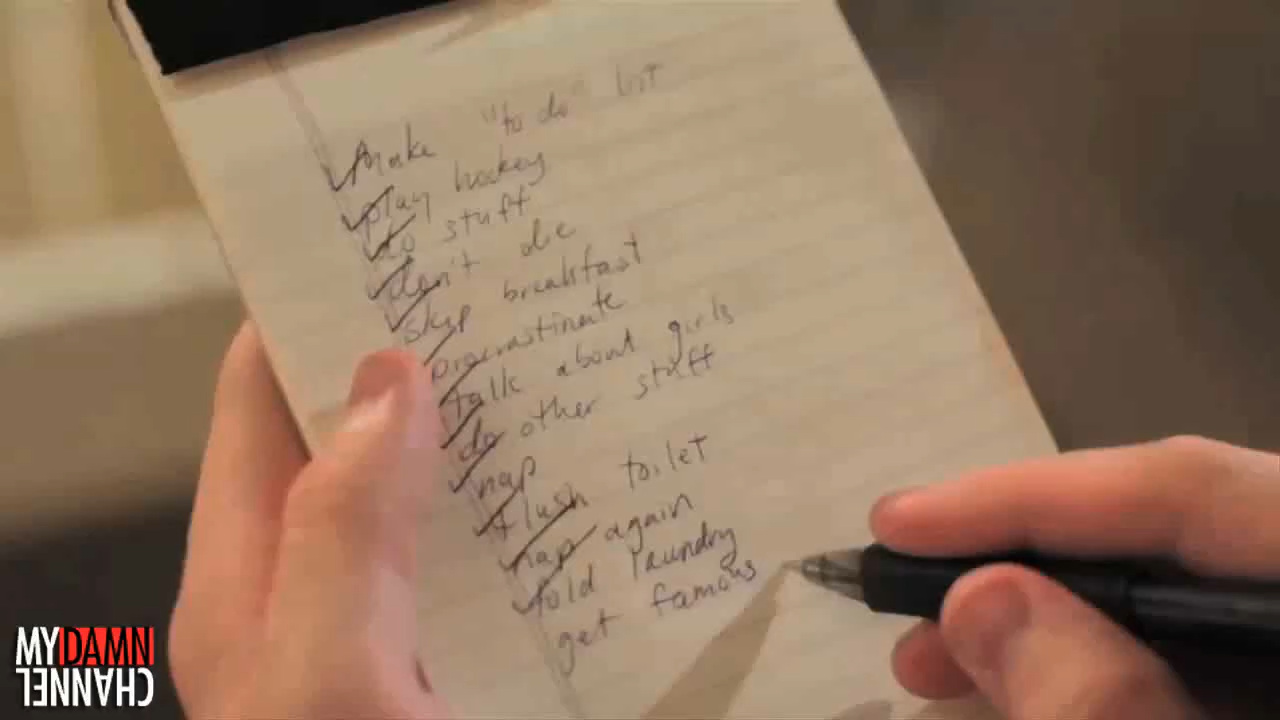 Make "to do" list
play hockey
do stuff
don't die
skip breakfast
procrastinate
talk about girls
do other stuff
nap
flush toilet
nap again
fold laundry
get famous
MYDAMN
CHANNEL